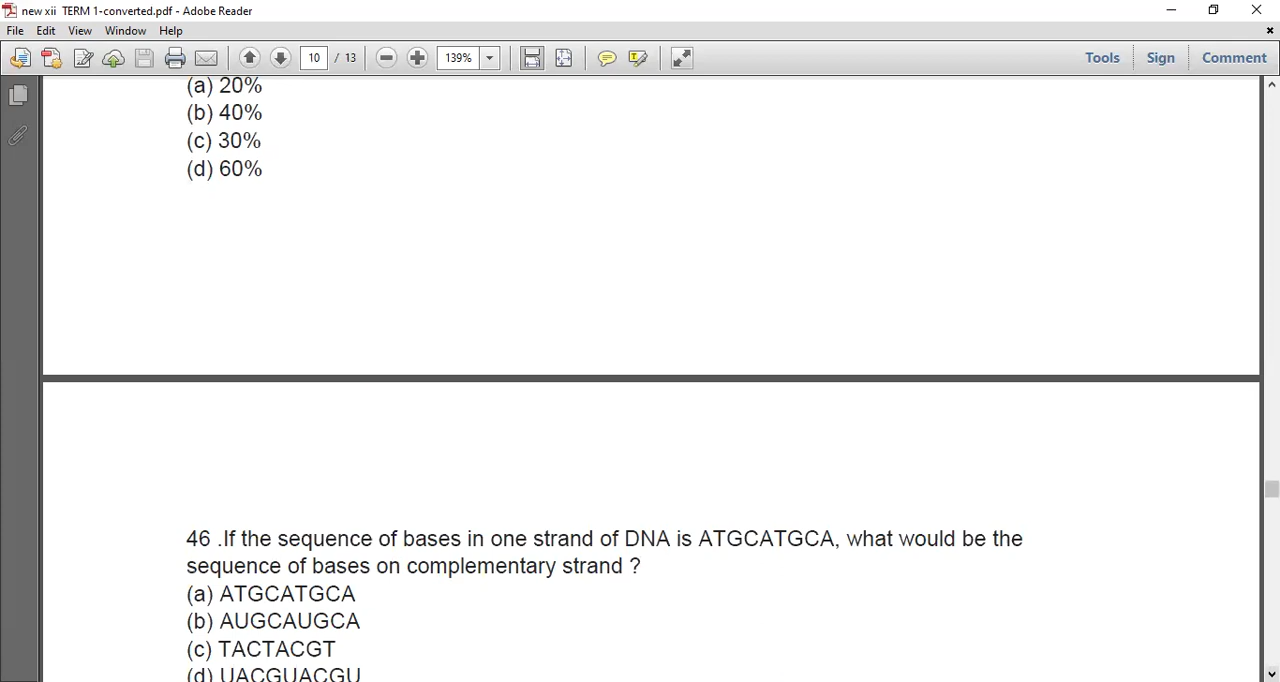 new xii TERM 1-converted.pdf - Adobe Reader
File Edit View Window Help
10 / 13 139% Tools Sign Comment
(a) 20%
(b) 40%
(c) 30%
(d) 60%
46 .If the sequence of bases in one strand of DNA is ATGCATGCA, what would be the
sequence of bases on complementary strand ?
(a) ATGCATGCA
(b) AUGCAUGCA
(c) TACTACGT
(d) UACGUACGU